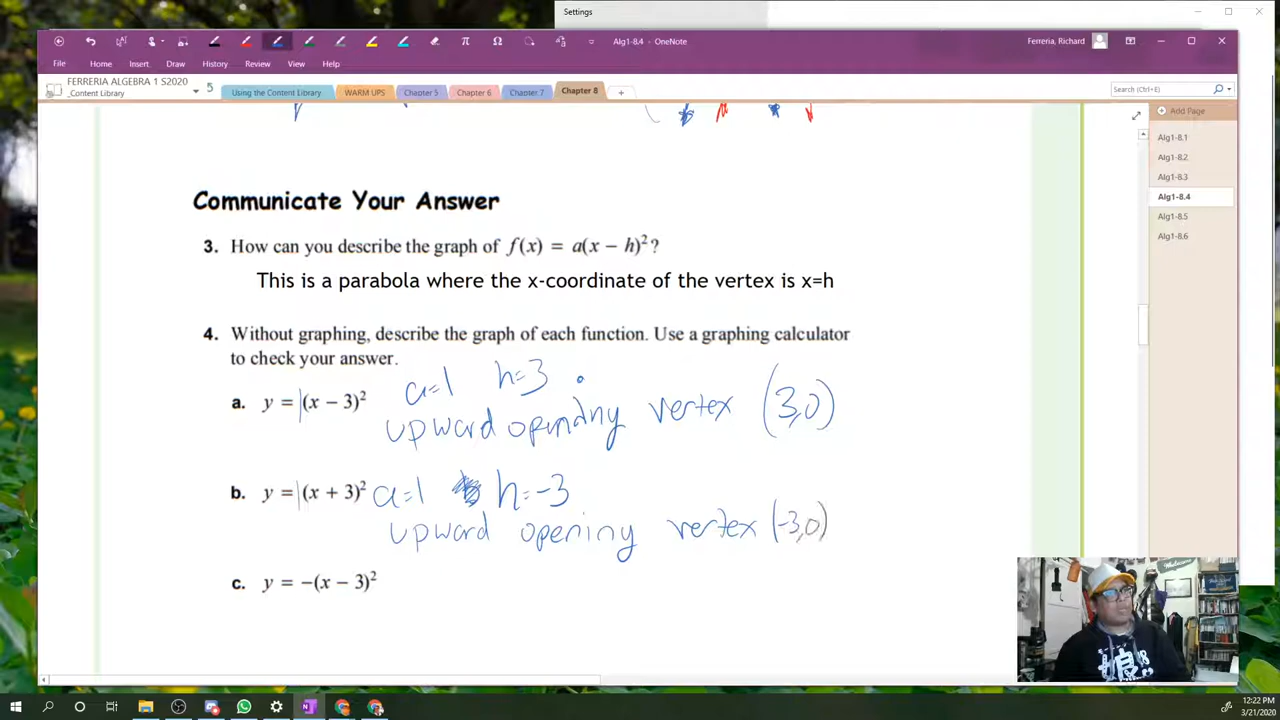 Settings
Alg1-8.4 - OneNote
Ferreria, Richard
File Home Insert Draw History Review View Help
FERRERIA ALGEBRA 1 S2020
_Content Library
5
Using the Content Library WARM UPS Chapter 5 Chapter 6 Chapter 7 Chapter 8 +
Search (Ctrl+E)
Add Page
Alg1-8.1
Alg1-8.2
Alg1-8.3
Alg1-8.4
Alg1-8.5
Alg1-8.6
Communicate Your Answer
3. How can you describe the graph of f(x) = a(x − h)²?
This is a parabola where the x-coordinate of the vertex is x=h
4. Without graphing, describe the graph of each function. Use a graphing calculator
to check your answer.
a=1 h=3
a. y = 1(x − 3)²
upward opening vertex (3,0)
b. y = 1(x + 3)² a=1 h=-3
upward opening vertex (-3,0)
c. y = −(x − 3)²
12:22 PM
3/21/2020